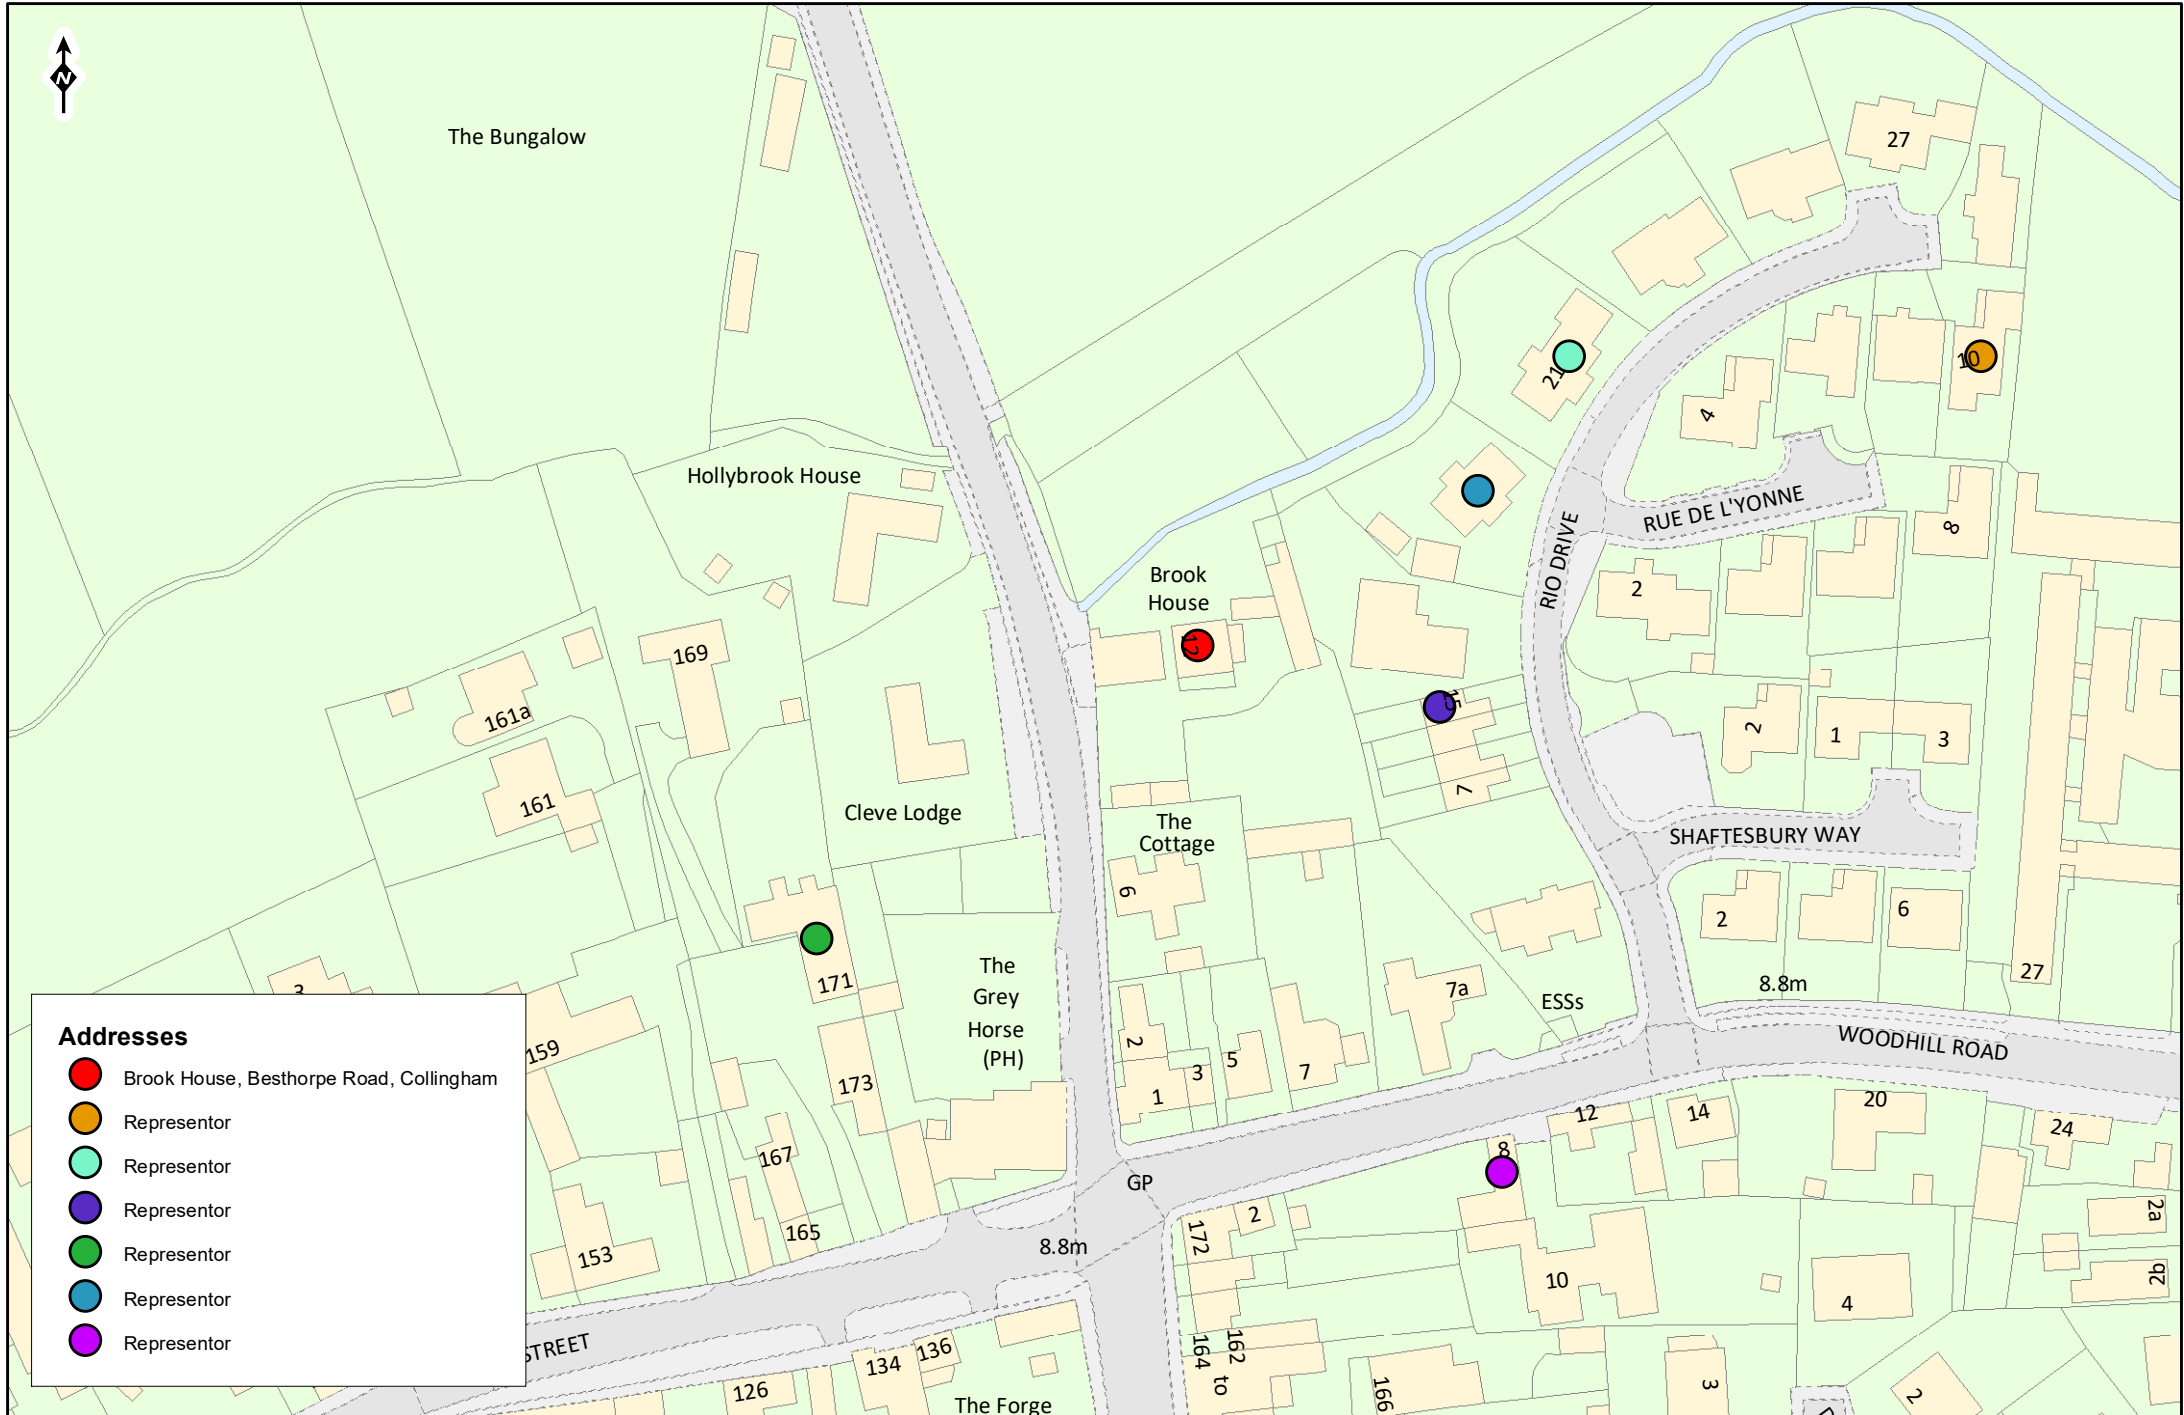 N
The Bungalow
27
Hollybrook House
21
10
4
RUE DE L'YONNE
8
RIO DRIVE
2
Brook
House
12
169
161a
161
15
7
2
1
3
Cleve Lodge
The
Cottage
6
SHAFTESBURY WAY
2
6
27
8.8m
171
The
Grey
Horse
(PH)
7a
ESSs
2
1
3
5
7
WOODHILL ROAD
3
159
173
167
165
153
GP
8
12
14
20
24
2a
2b
172
2
8.8m
10
4
STREET
134
136
126
The Forge
164
to
162
166
3
2
Addresses
Brook House, Besthorpe Road, Collingham
Representor
Representor
Representor
Representor
Representor
Representor